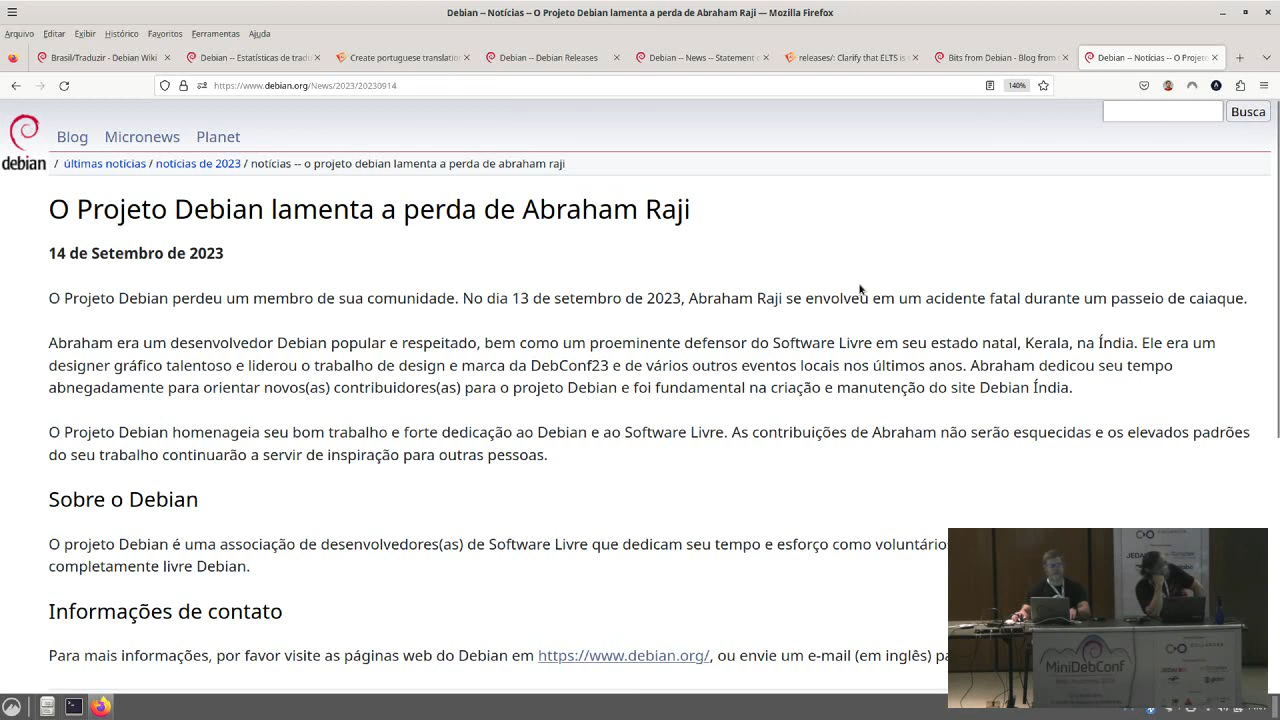 Debian -- Notícias -- O Projeto Debian lamenta a perda de Abraham Raji — Mozilla Firefox
Arquivo Editar Exibir Histórico Favoritos Ferramentas Ajuda
Brasil/Traduzir - Debian Wiki
Debian -- Estatísticas de trad
Create portuguese translation
Debian -- Debian Releases
Debian -- News -- Statement
releases/: Clarify that ELTS is
Bits from Debian - Blog from
Debian -- Notícias -- O Projeto
https://www.debian.org/News/2023/20230914
140%
Busca
debian
Blog Micronews Planet
/ últimas notícias / notícias de 2023 / notícias -- o projeto debian lamenta a perda de abraham raji
O Projeto Debian lamenta a perda de Abraham Raji
14 de Setembro de 2023
O Projeto Debian perdeu um membro de sua comunidade. No dia 13 de setembro de 2023, Abraham Raji se envolveu em um acidente fatal durante um passeio de caiaque.
Abraham era um desenvolvedor Debian popular e respeitado, bem como um proeminente defensor do Software Livre em seu estado natal, Kerala, na Índia. Ele era um
designer gráfico talentoso e liderou o trabalho de design e marca da DebConf23 e de vários outros eventos locais nos últimos anos. Abraham dedicou seu tempo
abnegadamente para orientar novos(as) contribuidores(as) para o projeto Debian e foi fundamental na criação e manutenção do site Debian Índia.
O Projeto Debian homenageia seu bom trabalho e forte dedicação ao Debian e ao Software Livre. As contribuições de Abraham não serão esquecidas e os elevados padrões
do seu trabalho continuarão a servir de inspiração para outras pessoas.
Sobre o Debian
O projeto Debian é uma associação de desenvolvedores(as) de Software Livre que dedicam seu tempo e esforço como voluntário
completamente livre Debian.
Informações de contato
Para mais informações, por favor visite as páginas web do Debian em https://www.debian.org/, ou envie um e-mail (em inglês) pa
MiniDebConf